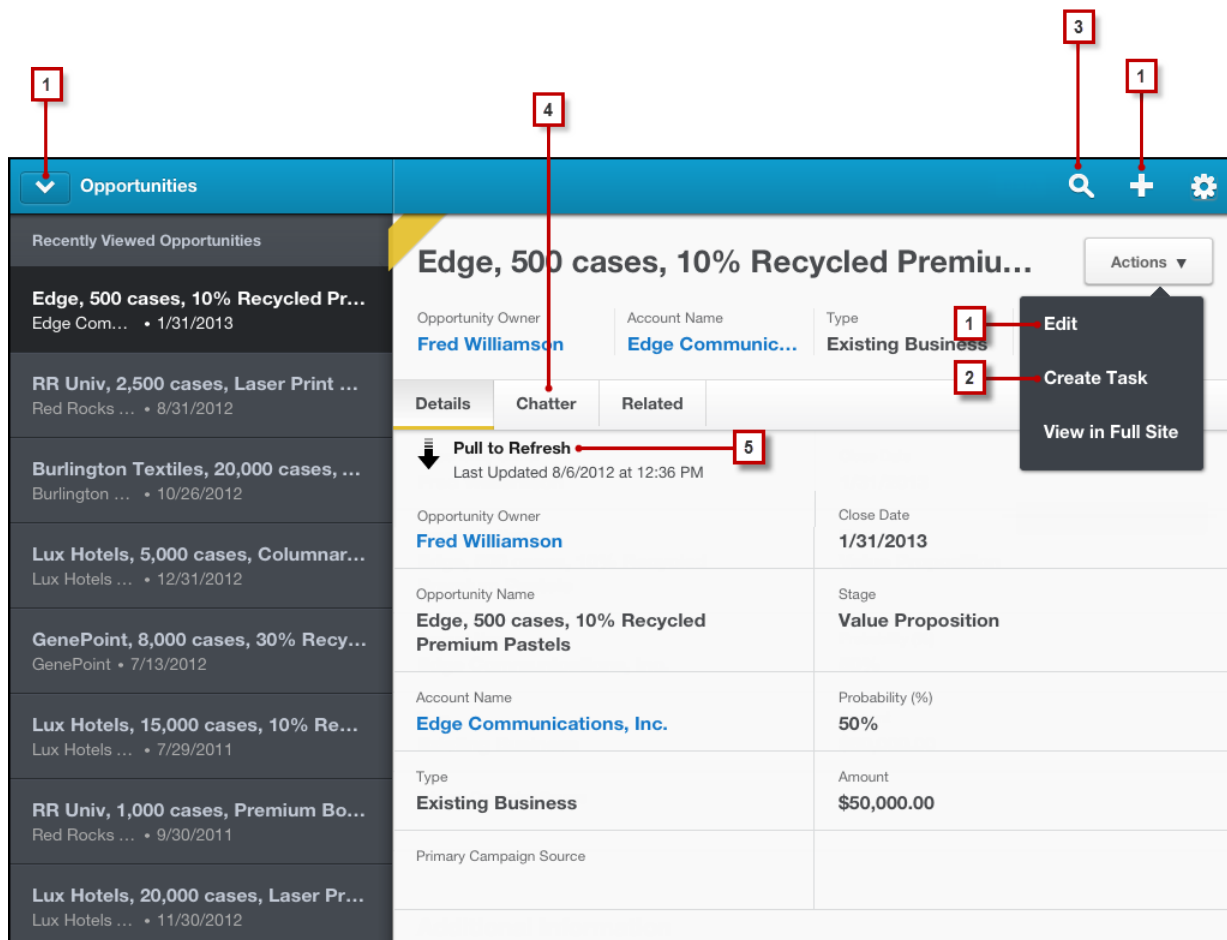 3
1
1
4
Opportunities
Recently Viewed Opportunities
Edge, 500 cases, 10% Recycled Pr...
Edge Com... • 1/31/2013
RR Univ, 2,500 cases, Laser Print ...
Red Rocks ... • 8/31/2012
Burlington Textiles, 20,000 cases, ...
Burlington ... • 10/26/2012
Lux Hotels, 5,000 cases, Columnar...
Lux Hotels ... • 12/31/2012
GenePoint, 8,000 cases, 30% Recy...
GenePoint • 7/13/2012
Lux Hotels, 15,000 cases, 10% Re...
Lux Hotels ... • 7/29/2011
RR Univ, 1,000 cases, Premium Bo...
Red Rocks ... • 9/30/2011
Lux Hotels, 20,000 cases, Laser Pr...
Lux Hotels ... • 11/30/2012
Edge, 500 cases, 10% Recycled Premiu...
Actions ▼
Opportunity Owner
Fred Williamson
Account Name
Edge Communic...
Type
Existing Business
1
Edit
2
Create Task
View in Full Site
Details
Chatter
Related
Pull to Refresh
5
Last Updated 8/6/2012 at 12:36 PM
Opportunity Owner
Fred Williamson
Close Date
1/31/2013
Opportunity Name
Edge, 500 cases, 10% Recycled
Premium Pastels
Stage
Value Proposition
Account Name
Edge Communications, Inc.
Probability (%)
50%
Type
Existing Business
Amount
$50,000.00
Primary Campaign Source